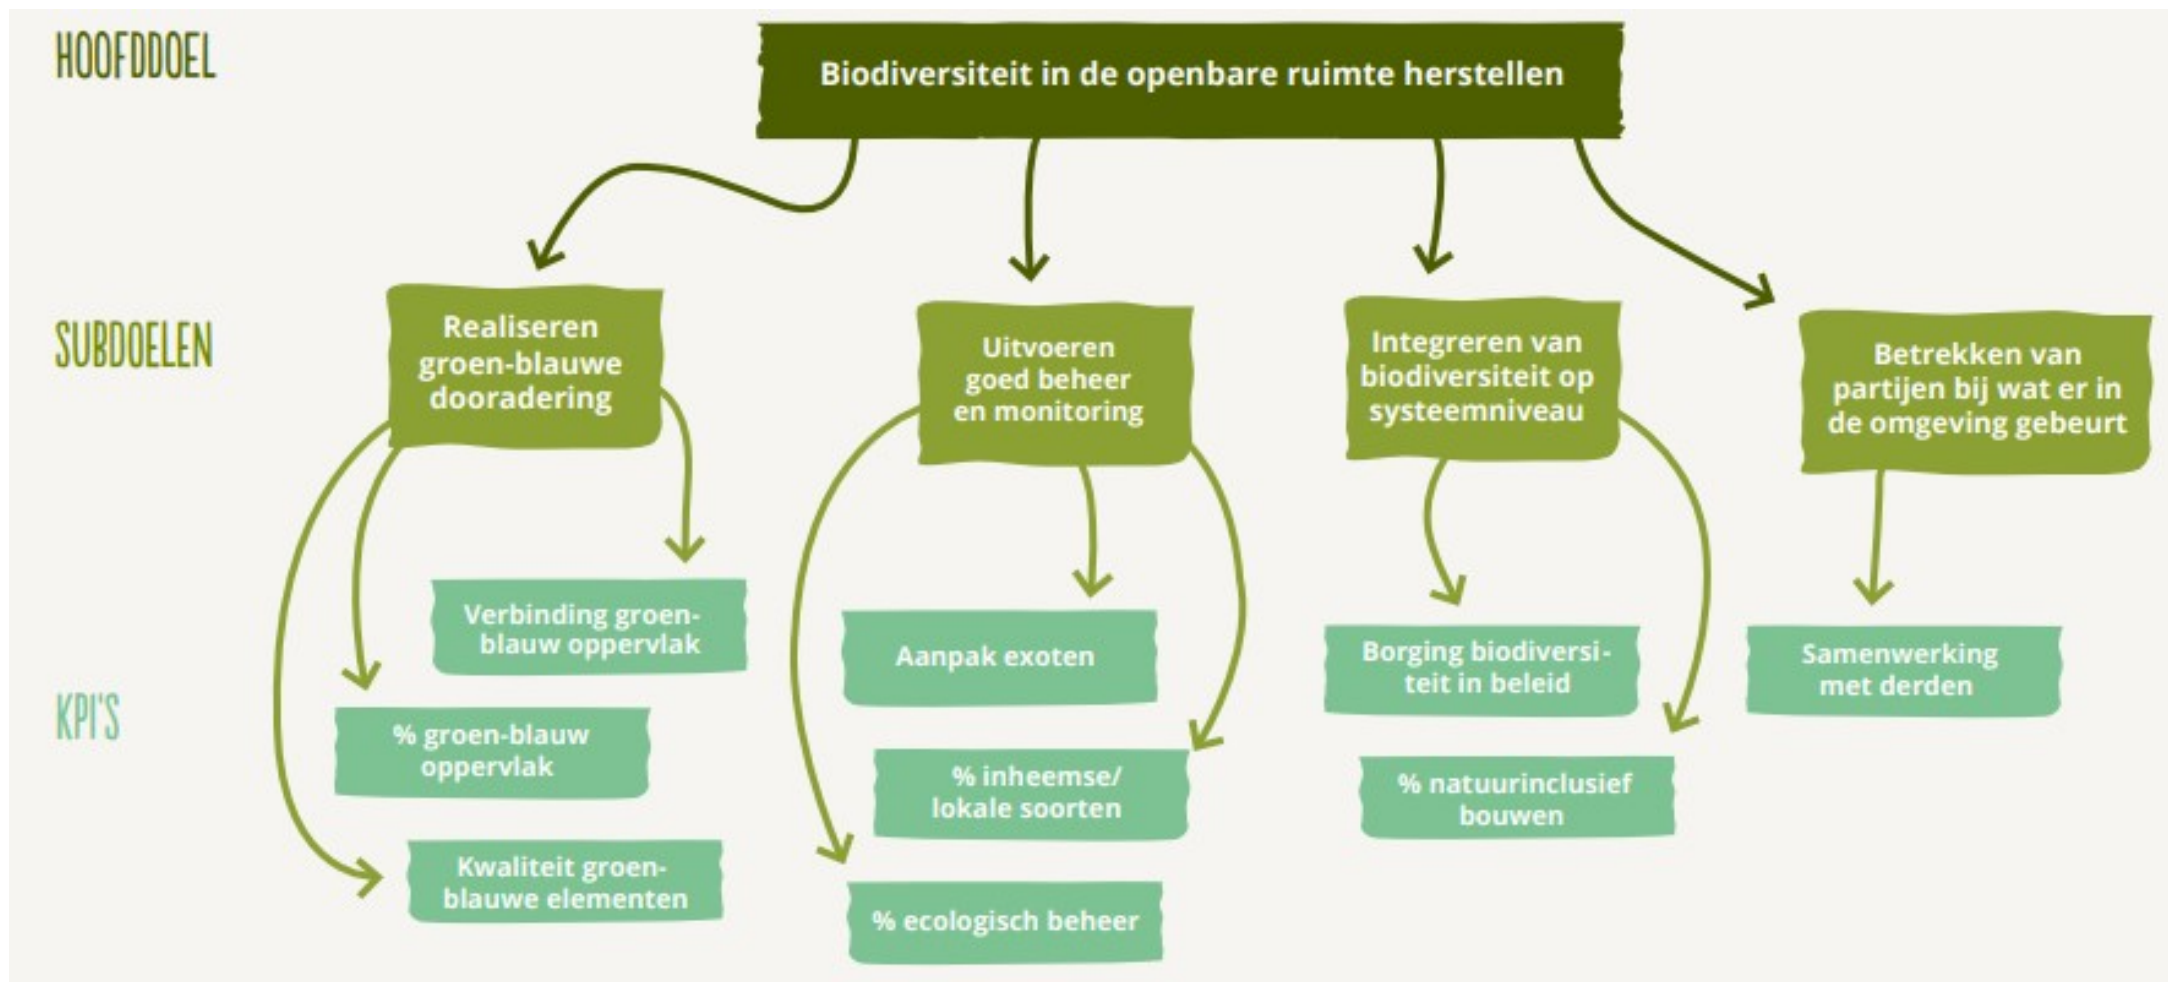 HOOFDDOEL
Biodiversiteit in de openbare ruimte herstellen
SUBDOELEN
Realiseren
groen-blauwe
dooradering
Uitvoeren
goed beheer
en monitoring
Integreren van
biodiversiteit op
systeemniveau
Betrekken van
partijen bij wat er in
de omgeving gebeurt
KPI'S
Verbinding groen-
blauw oppervlak
% groen-blauw
oppervlak
Kwaliteit groen-
blauwe elementen
Aanpak exoten
% inheemse/
lokale soorten
% ecologisch beheer
Borging biodiversi-
teit in beleid
% natuurinclusief
bouwen
Samenwerking
met derden